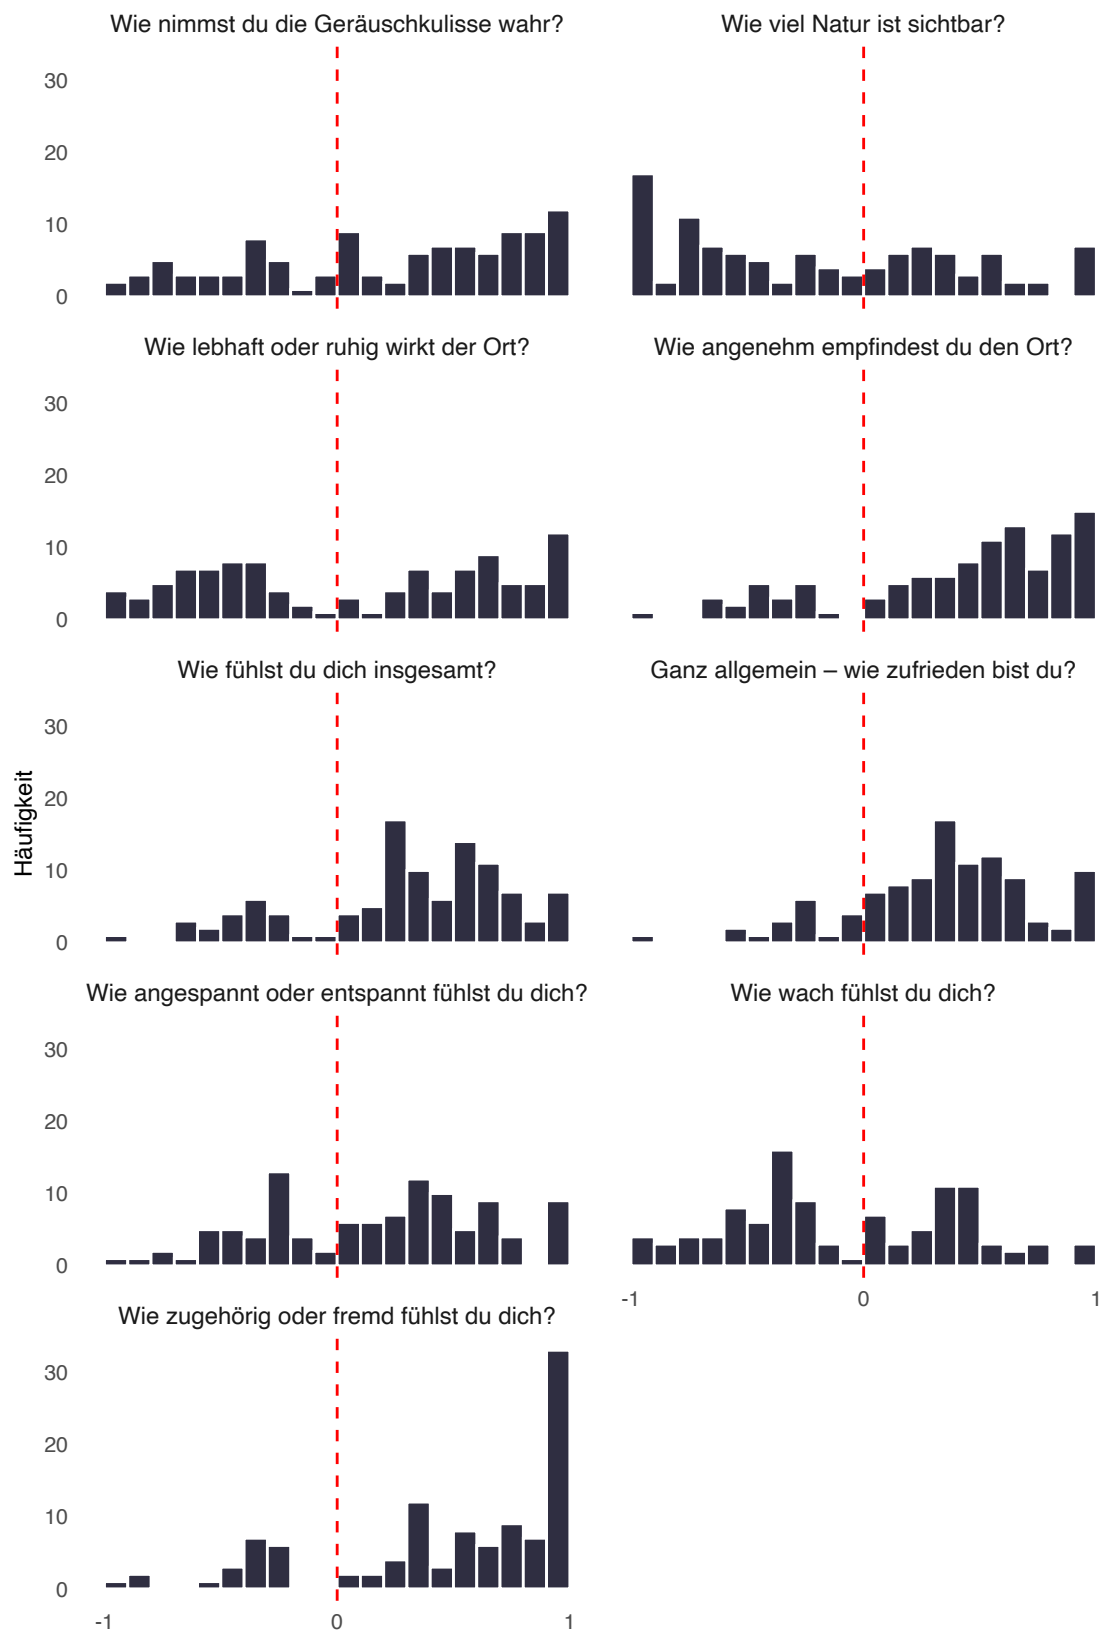 Wie nimmst du die Geräuschkulisse wahr?
Wie viel Natur ist sichtbar?
30
20
10
0
Wie lebhaft oder ruhig wirkt der Ort?
Wie angenehm empfindest du den Ort?
30
20
10
0
Wie fühlst du dich insgesamt?
Ganz allgemein – wie zufrieden bist du?
30
20
10
0
Häufigkeit
Wie angespannt oder entspannt fühlst du dich?
Wie wach fühlst du dich?
30
20
10
0
-1
0
1
Wie zugehörig oder fremd fühlst du dich?
30
20
10
0
-1
0
1